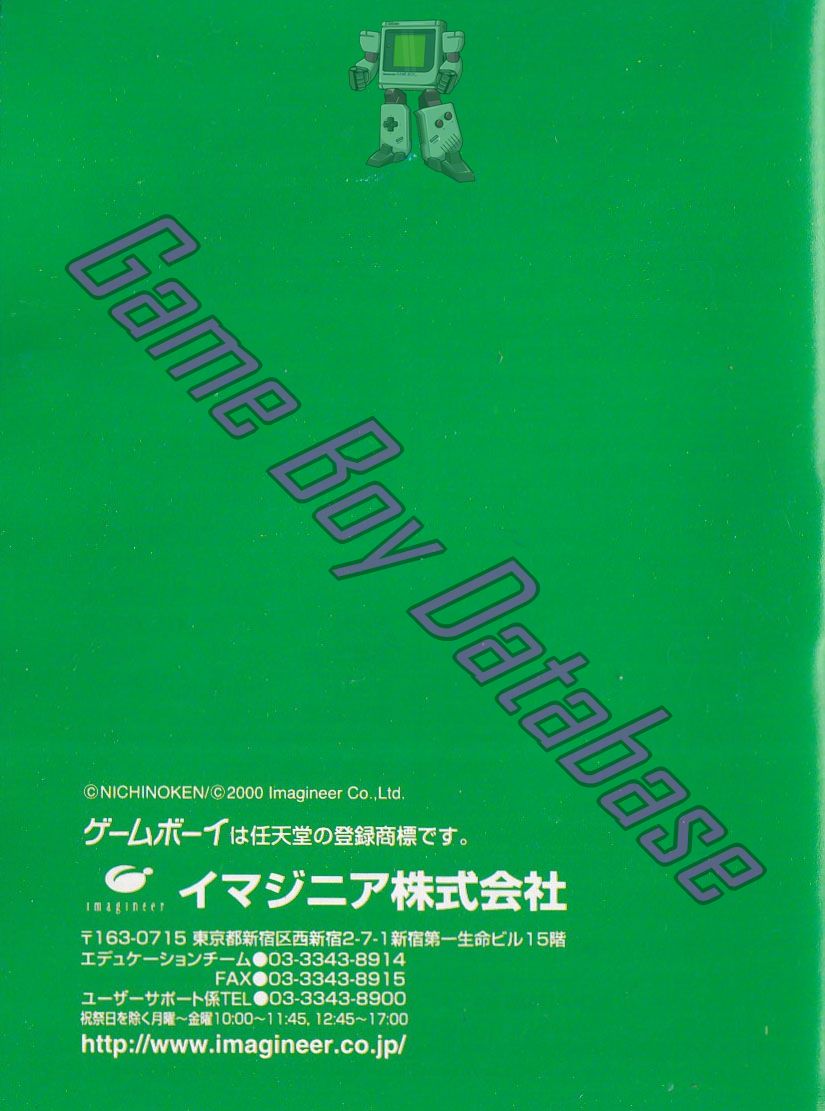 Game Boy Database
©NICHINOKEN/©2000 Imagineer Co.,Ltd.
ゲームボーイは任天堂の登録商標です。
imagineer イマジニア株式会社
〒163-0715 東京都新宿区西新宿2-7-1新宿第一生命ビル15階
エデュケーションチーム●03-3343-8914
FAX●03-3343-8915
ユーザーサポート係TEL●03-3343-8900
祝祭日を除く月曜～金曜10:00～11:45, 12:45～17:00
http://www.imagineer.co.jp/